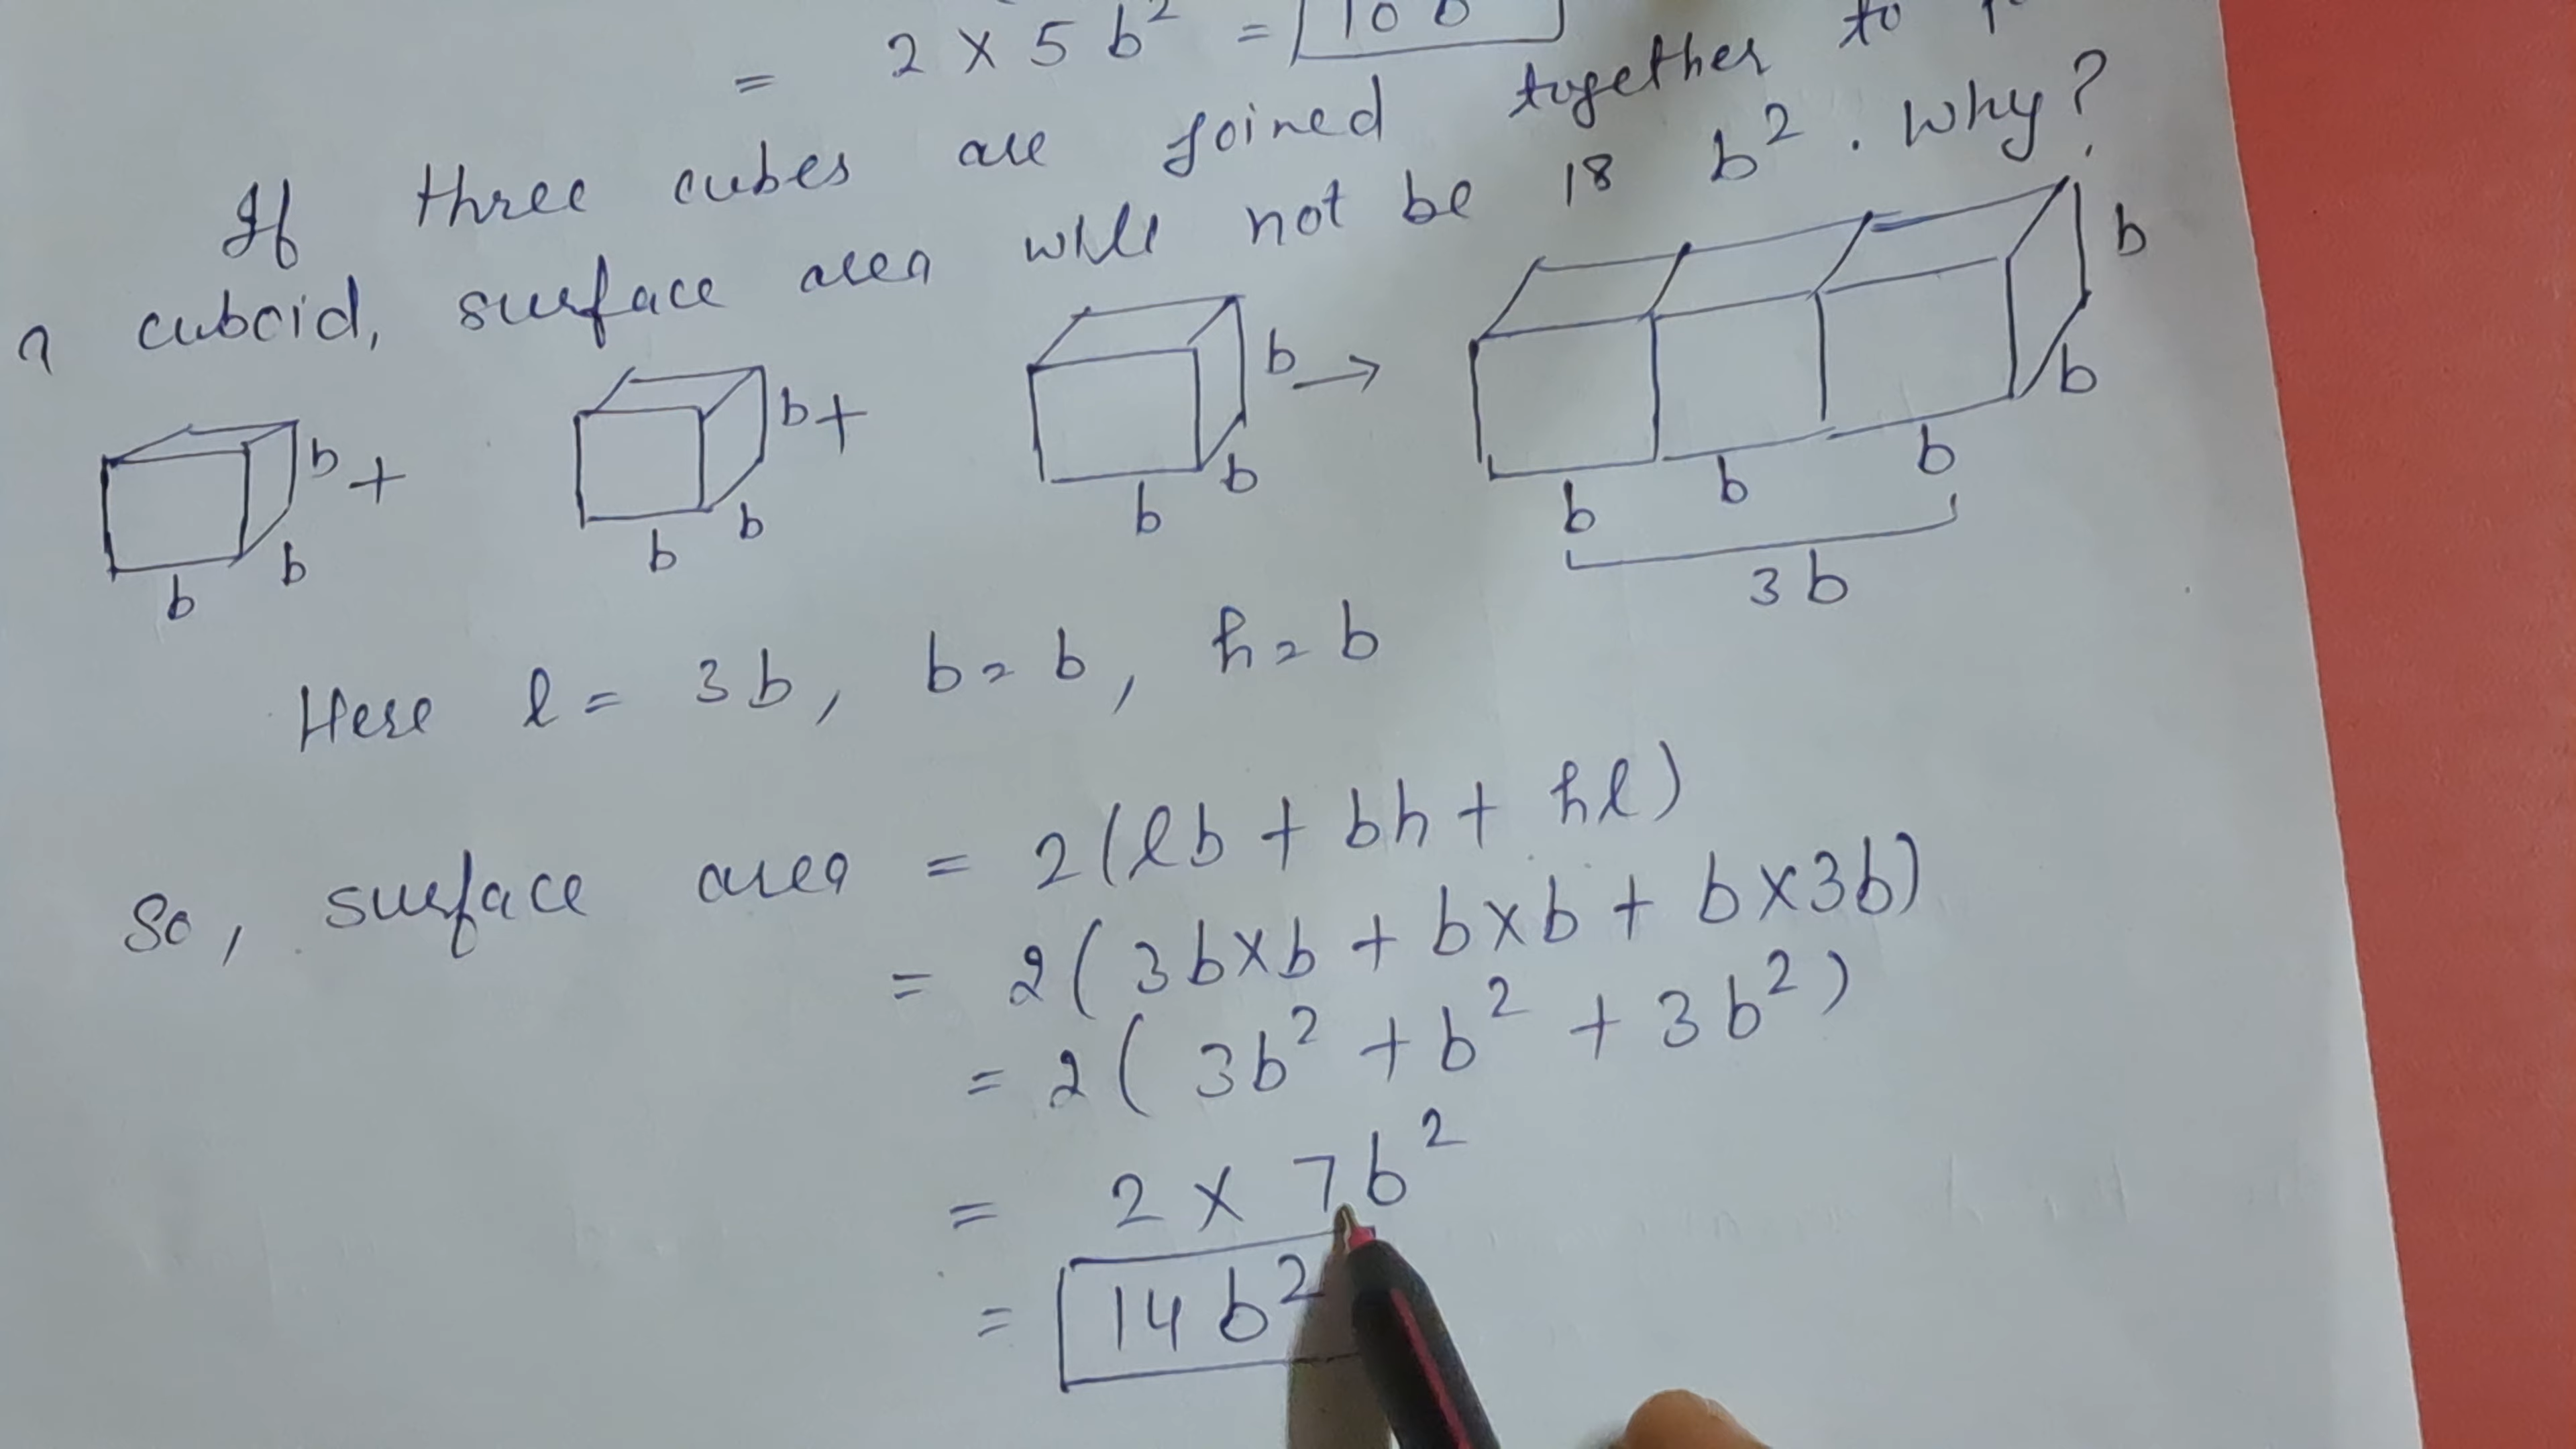 = 2 × 5 b² =
If three cubes are joined together to
a cuboid, surface area will not be 18 b². Why?
b + b + b → b
b b b b b b b b b b
3b
Here l = 3b, b = b, h = b
So, surface area = 2(lb + bh + hl)
= 2(3b×b + b×b + b×3b)
= 2(3b² + b² + 3b²)
= 2 × 7b²
= 14 b²